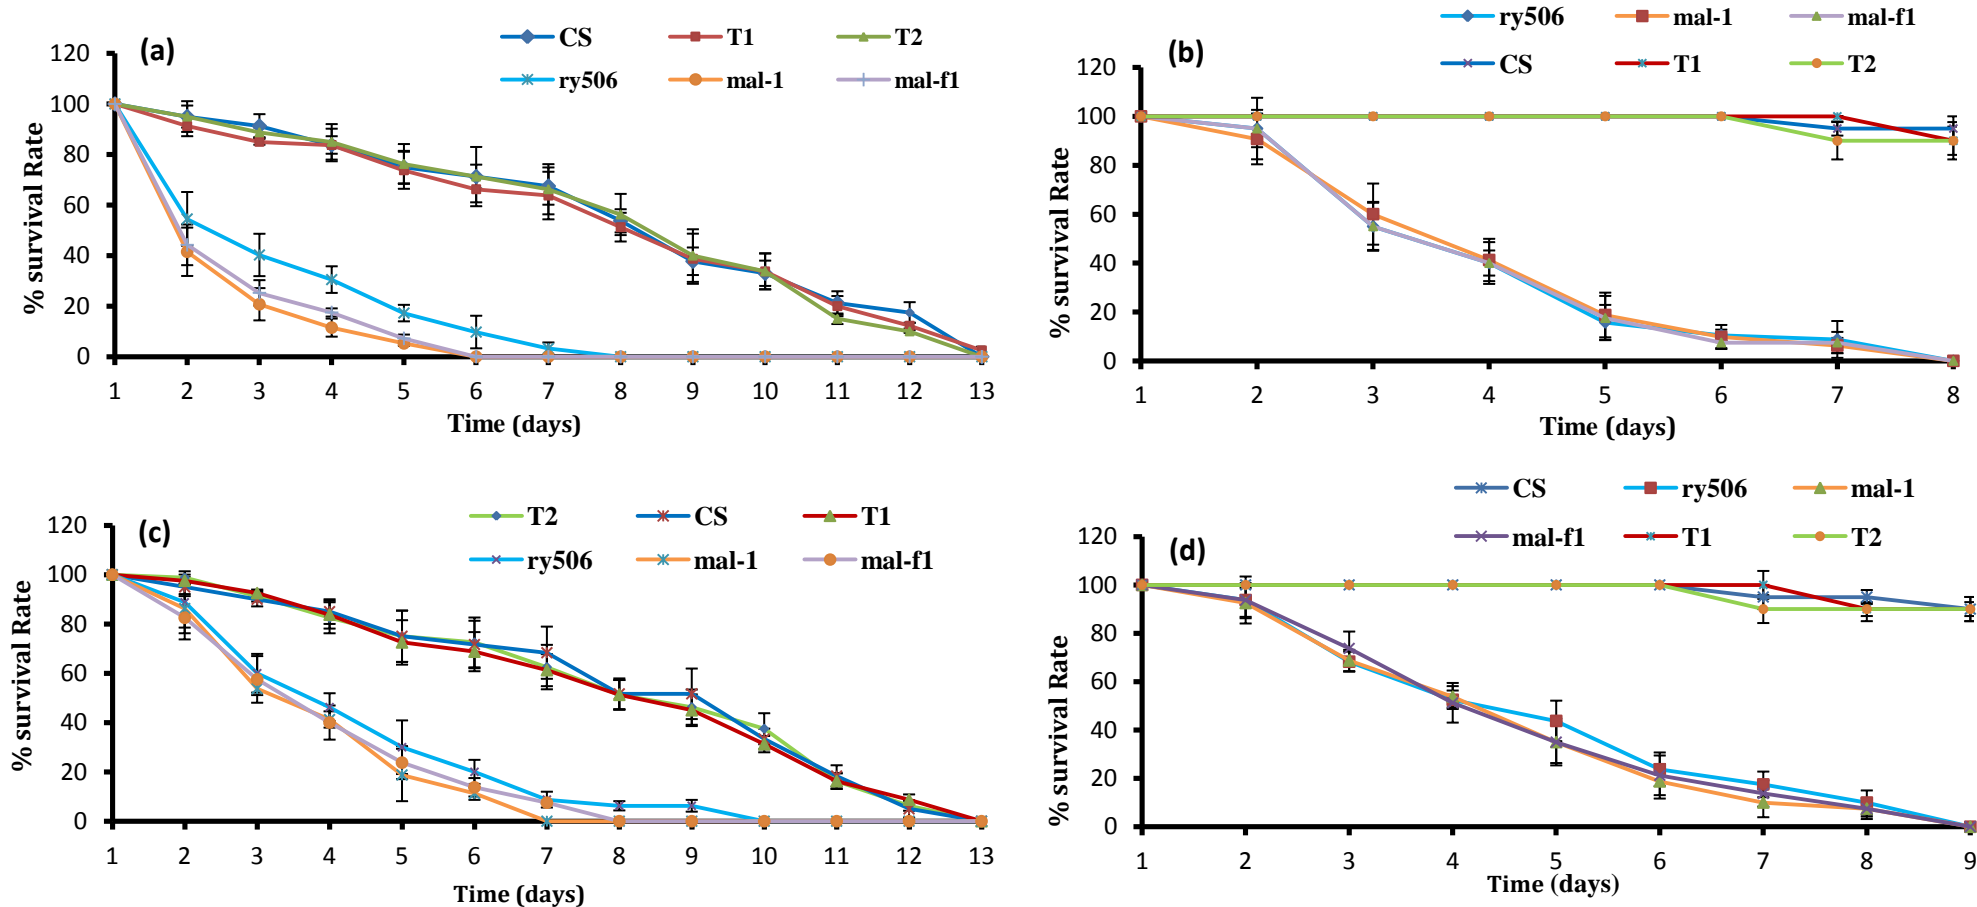 (a)
CS T1 T2
ry506 mal-1 mal-f1
% survival Rate
120
100
80
60
40
20
0
1 2 3 4 5 6 7 8 9 10 11 12 13
Time (days)
(b)
ry506 mal-1 mal-f1
CS T1 T2
% survival Rate
120
100
80
60
40
20
0
1 2 3 4 5 6 7 8
Time (days)
(c)
T2 CS T1
ry506 mal-1 mal-f1
% survival Rate
120
100
80
60
40
20
0
1 2 3 4 5 6 7 8 9 10 11 12 13
Time (days)
(d)
CS ry506 mal-1
mal-f1 T1 T2
% survival Rate
120
100
80
60
40
20
0
1 2 3 4 5 6 7 8 9
Time (days)